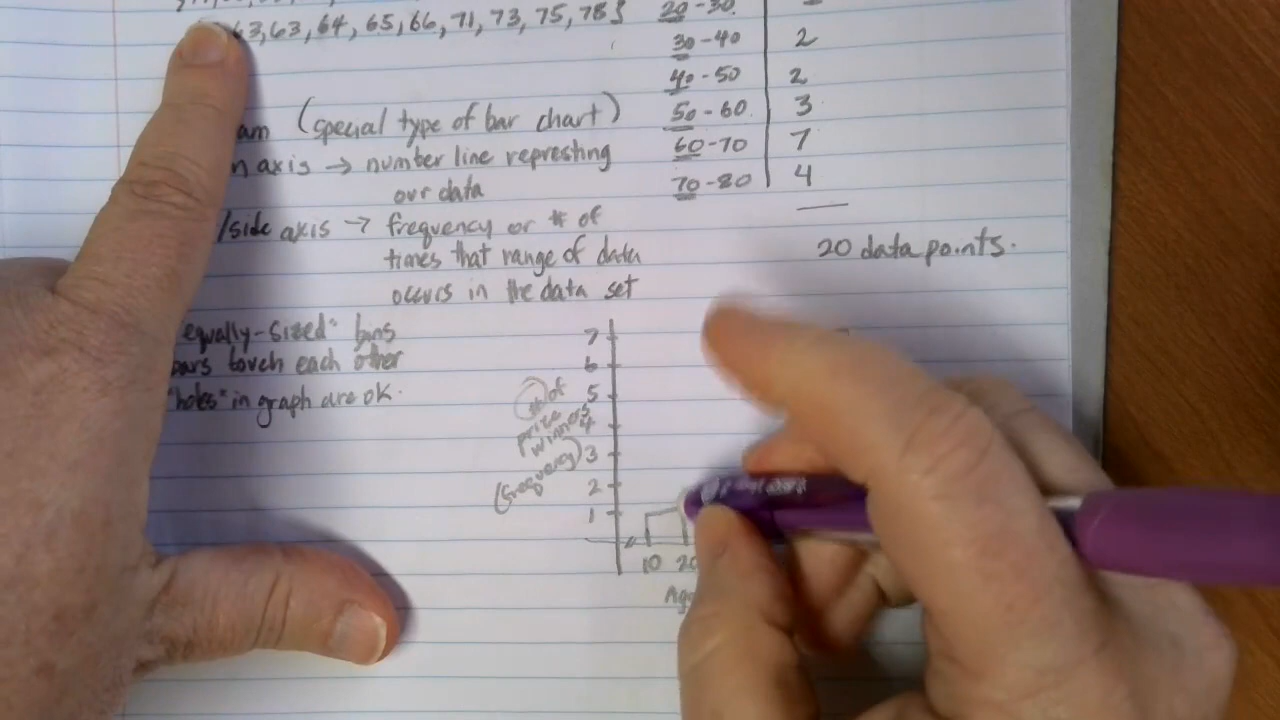 63, 63, 64, 65, 66, 71, 73, 75, 78}
am (special type of bar chart)
n axis → number line represting
our data
/side axis → frequency or # of
times that range of data
occurs in the data set
equally-sized" bins
bars touch each other
"holes" in graph are ok.
20-30
30-40 2
40-50 2
50-60 3
60-70 7
70-80 4
20 data points.
7
6
5
4
3
2
1
# of
prize
winners
(frequency)
10 20
Age